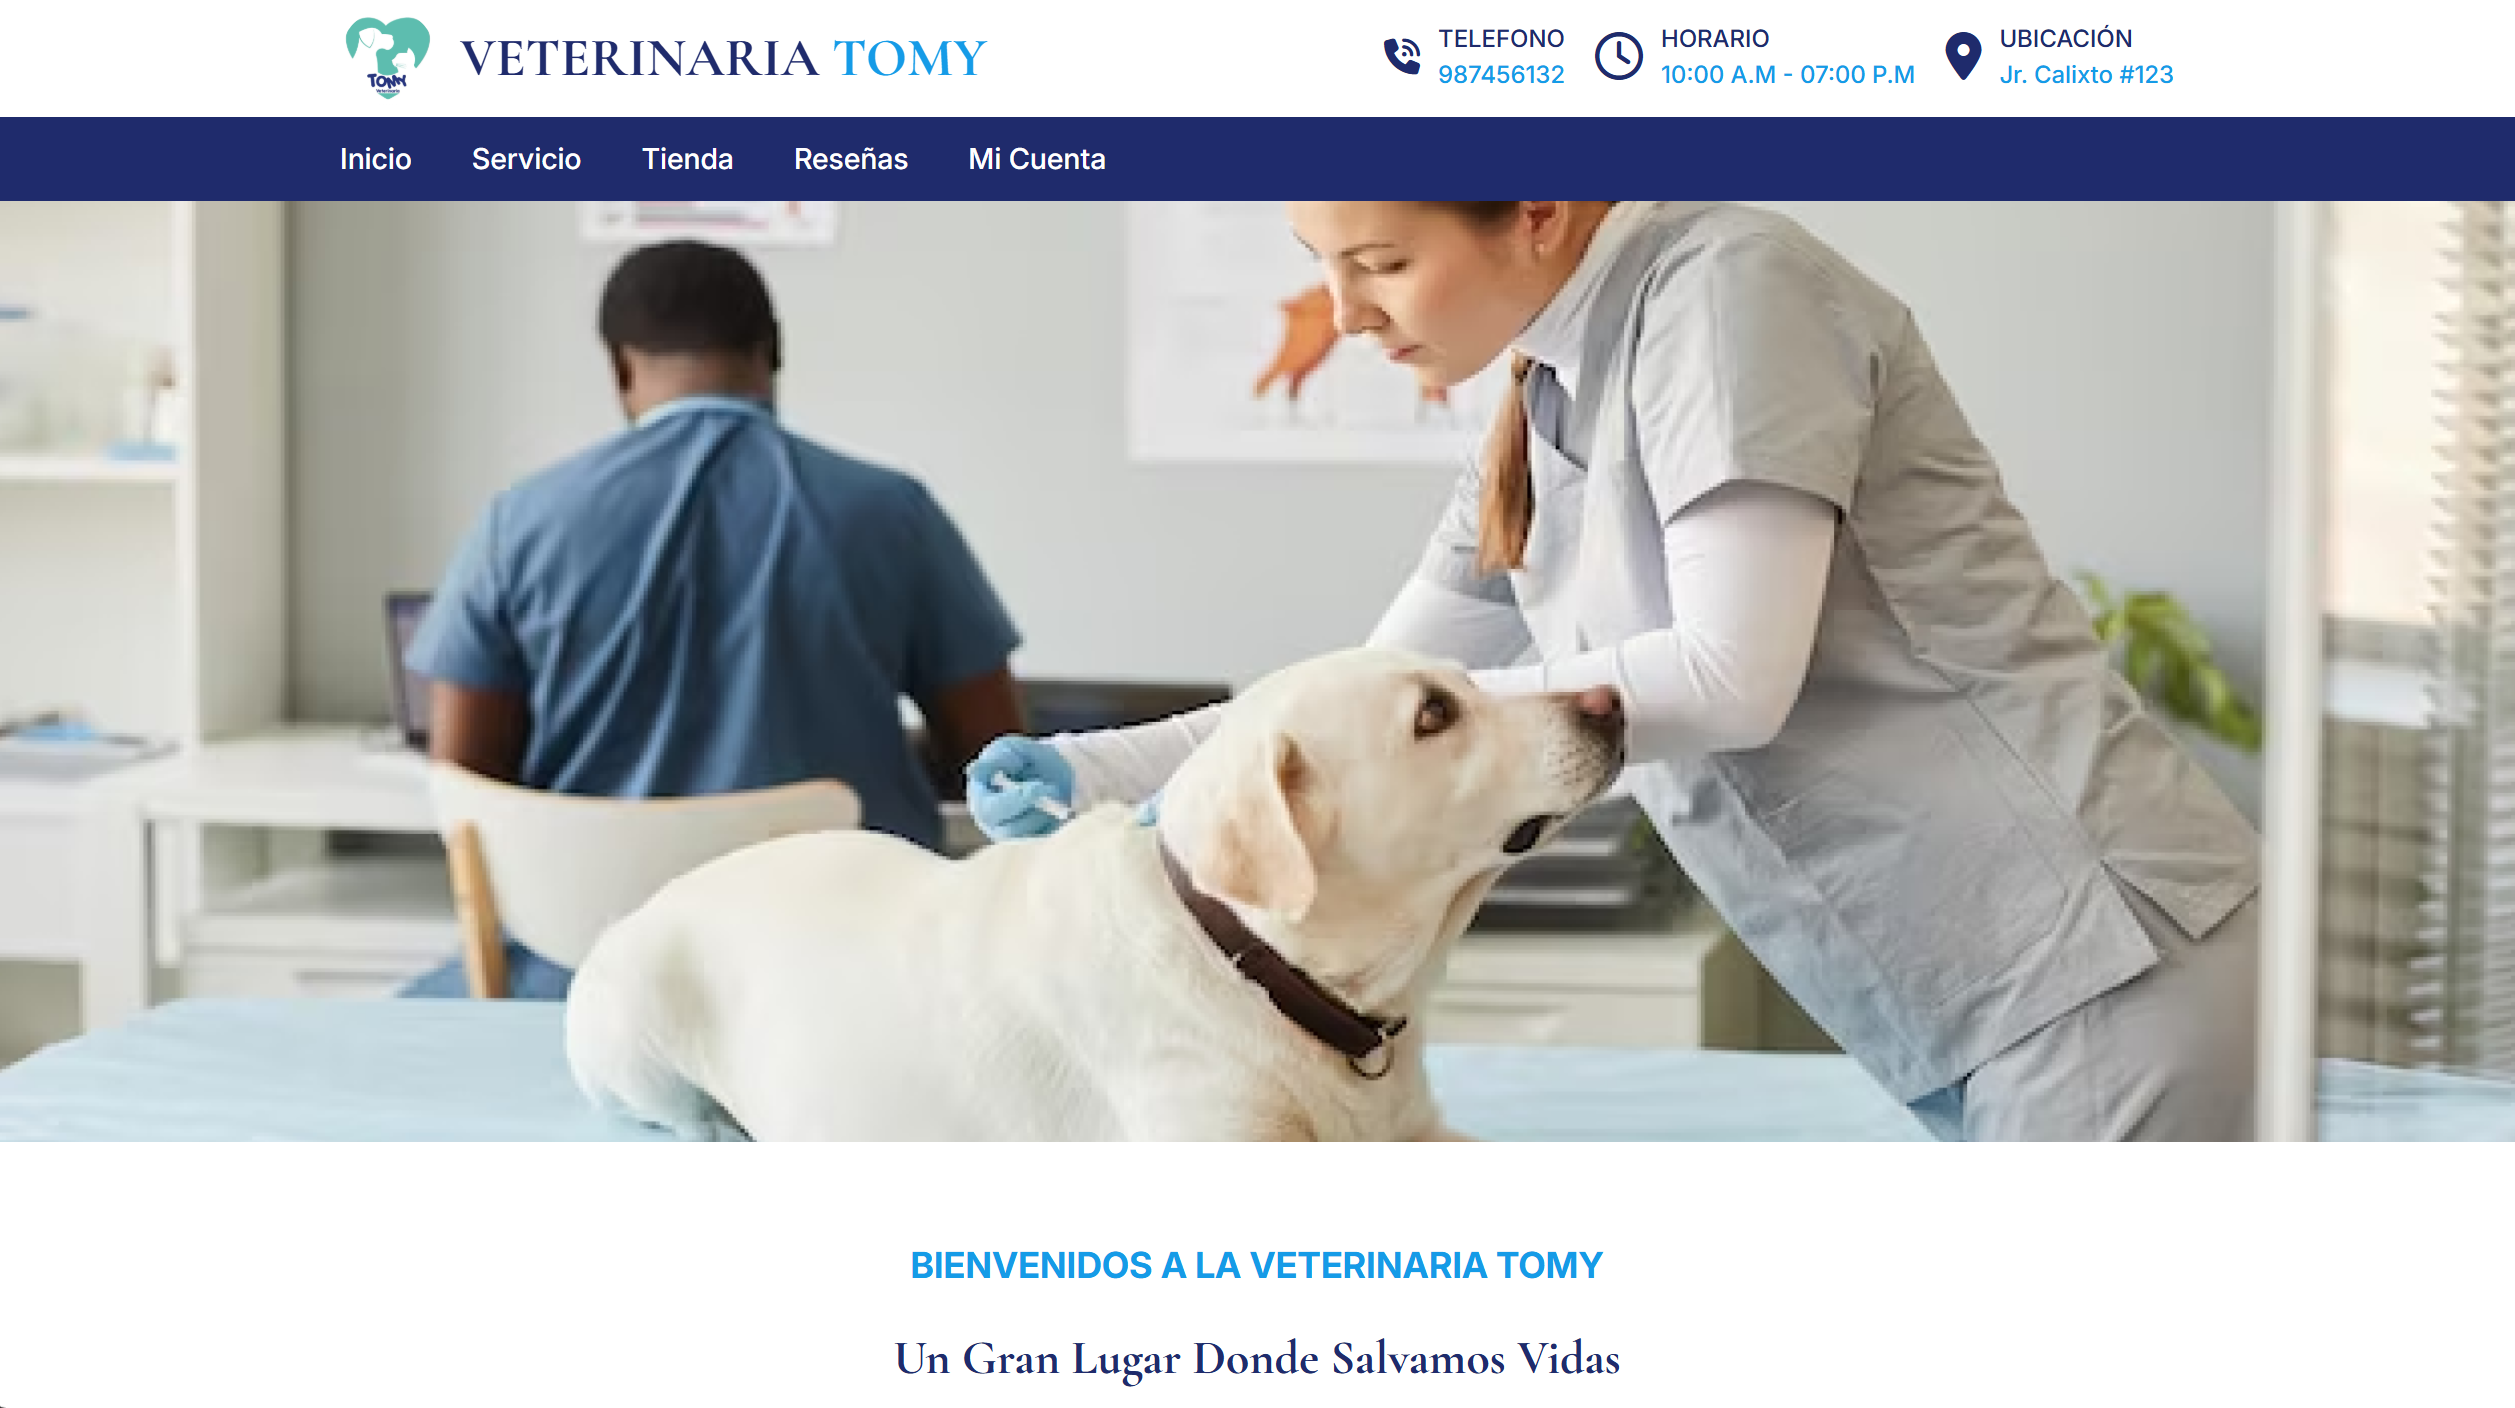 TOMY
Veterinaria
VETERINARIA TOMY
TELEFONO
987456132
HORARIO
10:00 A.M - 07:00 P.M
UBICACIÓN
Jr. Calixto #123
Inicio
Servicio
Tienda
Reseñas
Mi Cuenta
BIENVENIDOS A LA VETERINARIA TOMY
Un Gran Lugar Donde Salvamos Vidas